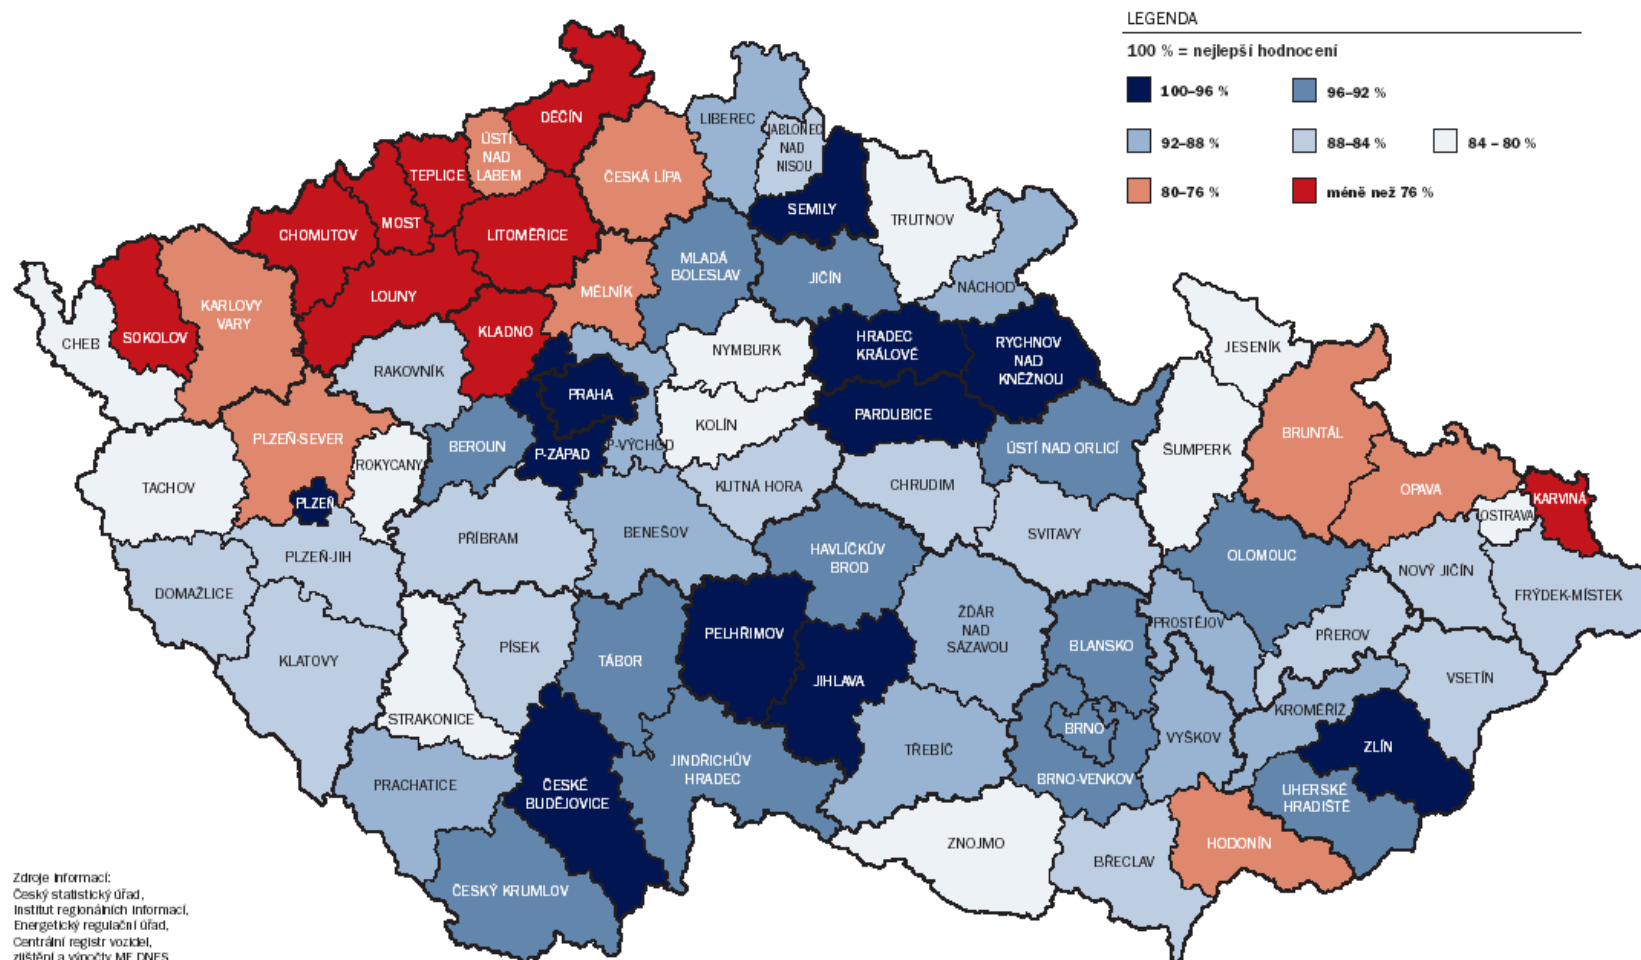 LEGENDA
100 % = nejlepší hodnocení
100–96 %
96–92 %
92–88 %
88–84 %
84 – 80 %
80–76 %
méně než 76 %
DĚČÍN
ÚSTÍ
NAD
LABEM
TEPLICE
ČESKÁ LÍPA
LIBEREC
JABLONEC
NAD
NISOU
SEMILY
TRUTNOV
MOST
CHOMUTOV
LITOMĚŘICE
MLADÁ
BOLESLAV
JIČÍN
NÁCHOD
LOUNY
MĚLNÍK
KARLOVY
VARY
SOKOLOV
CHEB
KLADNO
RAKOVNÍK
NYMBURK
HRADEC
KRÁLOVÉ
RYCHNOV
NAD
KNĚŽNOU
JESENÍK
PRAHA
KOLÍN
PARDUBICE
PLZEŇ-SEVER
BEROUN
P-ZÁPAD
P-VÝCHOD
ÚSTÍ NAD ORLICÍ
ŠUMPERK
BRUNTÁL
ROKYCANY
TACHOV
PLZEŇ
KUTNÁ HORA
CHRUDIM
OPAVA
KARVINÁ
OSTRAVA
PŘÍBRAM
BENEŠOV
SVITAVY
PLZEŇ-JIH
HAVLÍČKŮV
BROD
OLOMOUC
NOVÝ JIČÍN
FRÝDEK-MÍSTEK
DOMAŽLICE
PELHŘIMOV
ŽĎÁR
NAD
SÁZAVOU
PROSTĚJOV
PŘEROV
KLATOVY
PÍSEK
TÁBOR
BLANSKO
JIHLAVA
VSETÍN
STRAKONICE
KROMĚŘÍŽ
BRNO
VYŠKOV
ZLÍN
TŘEBÍČ
JINDŘICHŮV
HRADEC
PRACHATICE
ČESKÉ
BUDĚJOVICE
BRNO-VENKOV
UHERSKÉ
HRADIŠTĚ
ZNOJMO
HODONÍN
BŘECLAV
ČESKÝ KRUMLOV
Zdroje informací:
Český statistický úřad,
Institut regionálních informací,
Energetický regulační úřad,
Centrální registr vozidel,
zjištění a výpočty MF DNES